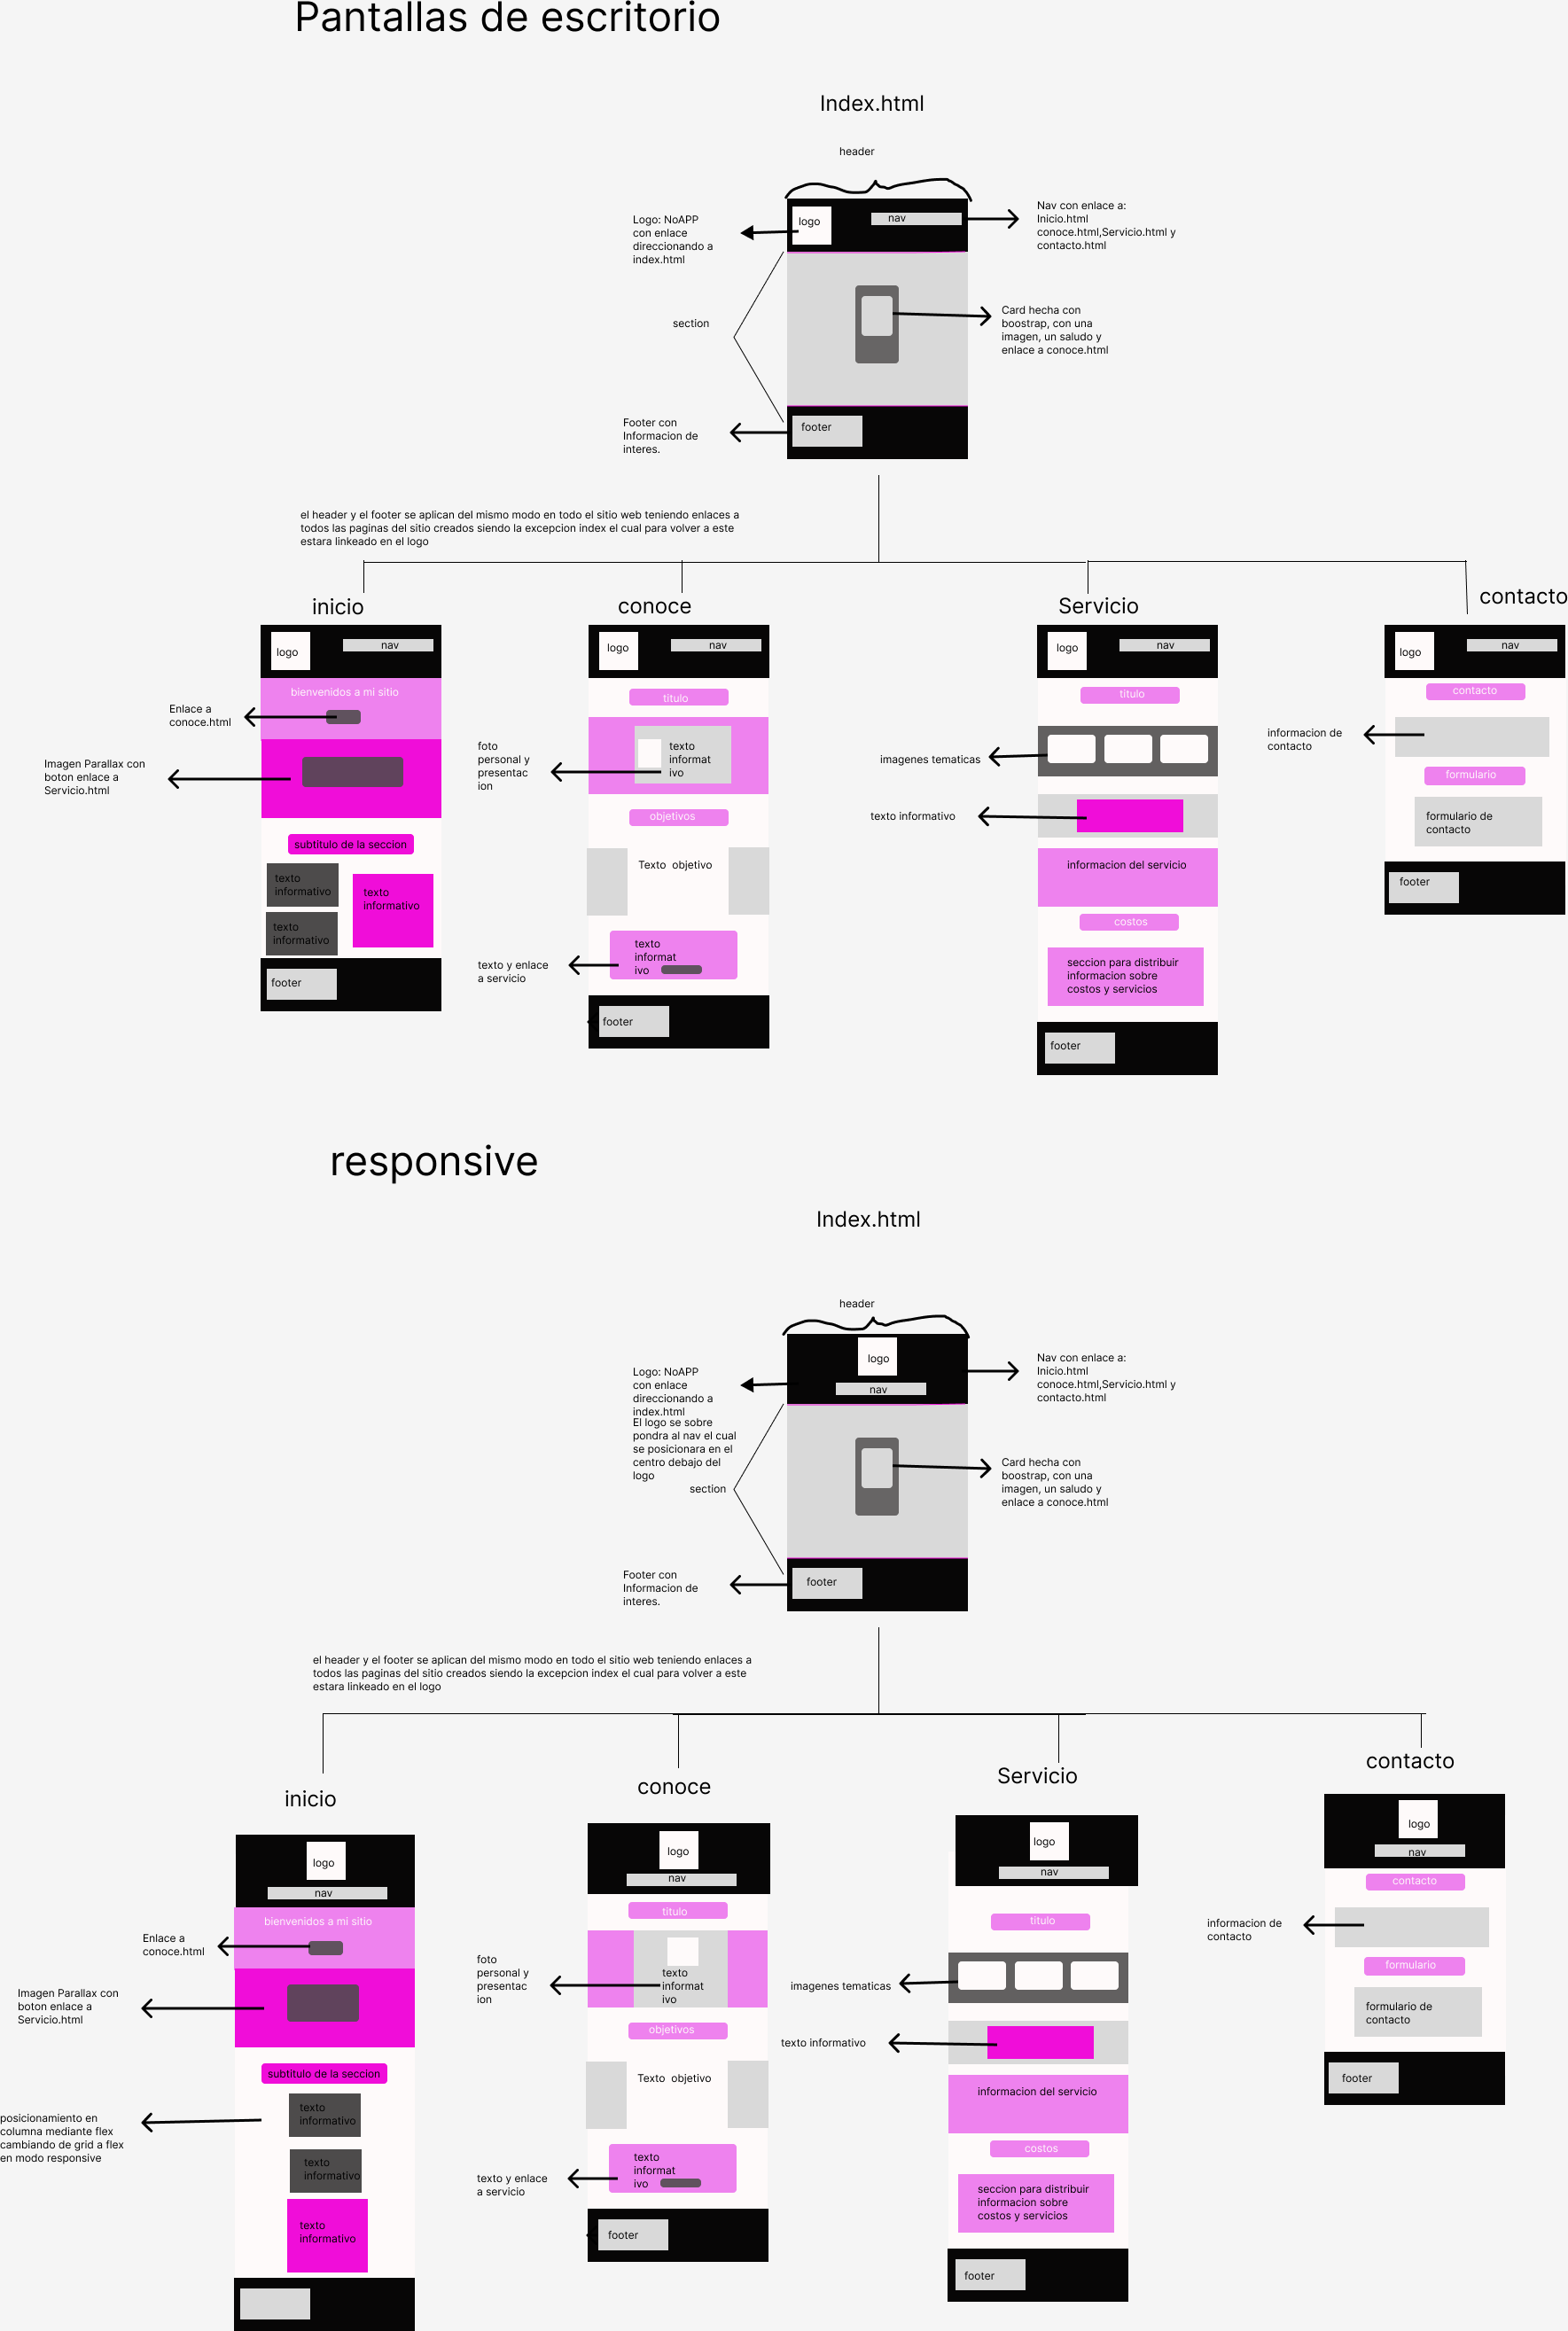 Pantallas de escritorio
Index.html
header
logo
nav
Logo: NoAPP
con enlace
direccionando a
index.html
Nav con enlace a:
Inicio.html
conoce.html,Servicio.html y
contacto.html
section
Card hecha con
boostrap, con una
imagen, un saludo y
enlace a conoce.html
Footer con
Informacion de
interes.
footer
el header y el footer se aplican del mismo modo en todo el sitio web teniendo enlaces a
todos las paginas del sitio creados siendo la excepcion index el cual para volver a este
estara linkeado en el logo
inicio
logo
nav
bienvenidos a mi sitio
Enlace a
conoce.html
Imagen Parallax con
boton enlace a
Servicio.html
subtitulo de la seccion
texto
informativo
texto
informativo
texto
informativo
footer
conoce
logo
nav
titulo
foto
personal y
presentac
ion
texto
informat
ivo
objetivos
Texto objetivo
texto
informat
ivo
texto y enlace
a servicio
footer
Servicio
logo
nav
titulo
imagenes tematicas
texto informativo
informacion del servicio
costos
seccion para distribuir
informacion sobre
costos y servicios
footer
contacto
logo
nav
contacto
informacion de
contacto
formulario
formulario de
contacto
footer
responsive
Index.html
header
logo
nav
Logo: NoAPP
con enlace
direccionando a
index.html
El logo se sobre
pondra al nav el cual
se posicionara en el
centro debajo del
logo
Nav con enlace a:
Inicio.html
conoce.html,Servicio.html y
contacto.html
section
Card hecha con
boostrap, con una
imagen, un saludo y
enlace a conoce.html
Footer con
Informacion de
interes.
footer
el header y el footer se aplican del mismo modo en todo el sitio web teniendo enlaces a
todos las paginas del sitio creados siendo la excepcion index el cual para volver a este
estara linkeado en el logo
inicio
logo
nav
bienvenidos a mi sitio
Enlace a
conoce.html
Imagen Parallax con
boton enlace a
Servicio.html
subtitulo de la seccion
posicionamiento en
columna mediante flex
cambiando de grid a flex
en modo responsive
texto
informativo
texto
informativo
texto
informativo
conoce
logo
nav
titulo
foto
personal y
presentac
ion
texto
informat
ivo
objetivos
Texto objetivo
texto
informat
ivo
texto y enlace
a servicio
footer
Servicio
logo
nav
titulo
imagenes tematicas
texto informativo
informacion del servicio
costos
seccion para distribuir
informacion sobre
costos y servicios
footer
contacto
logo
nav
contacto
informacion de
contacto
formulario
formulario de
contacto
footer